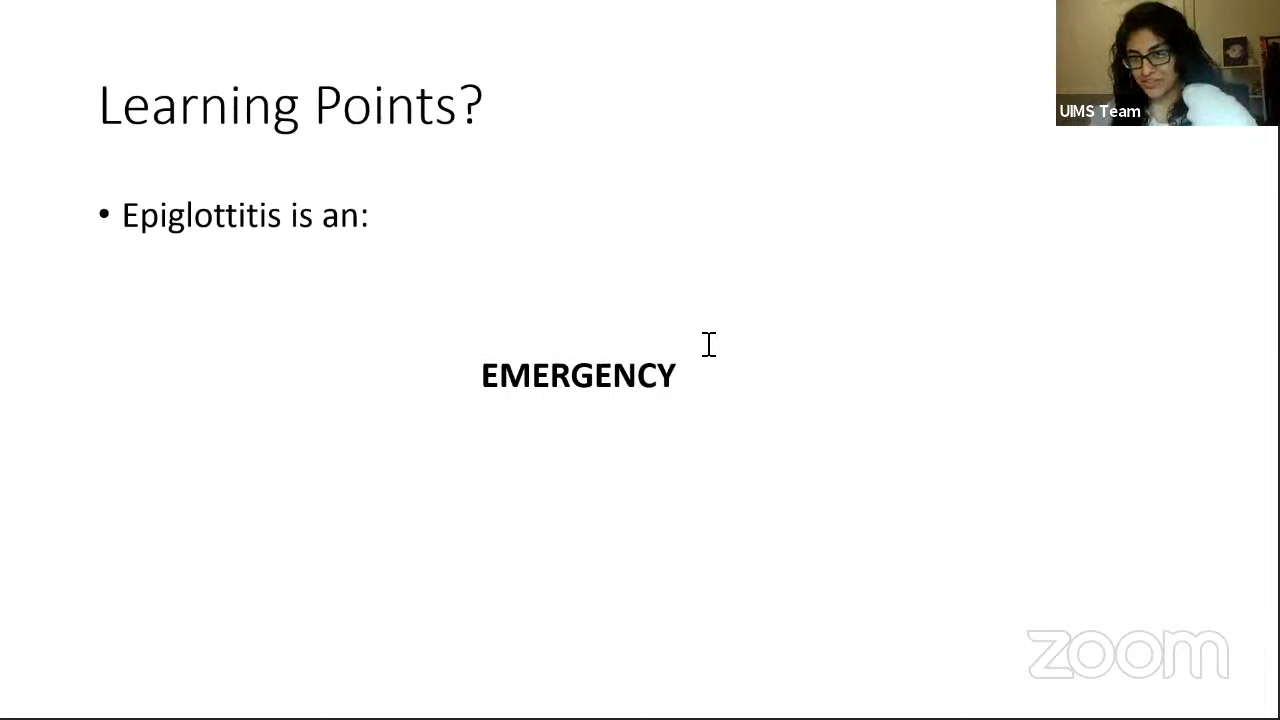 Learning Points?
• Epiglottitis is an:
EMERGENCY
UIMS Team
zoom